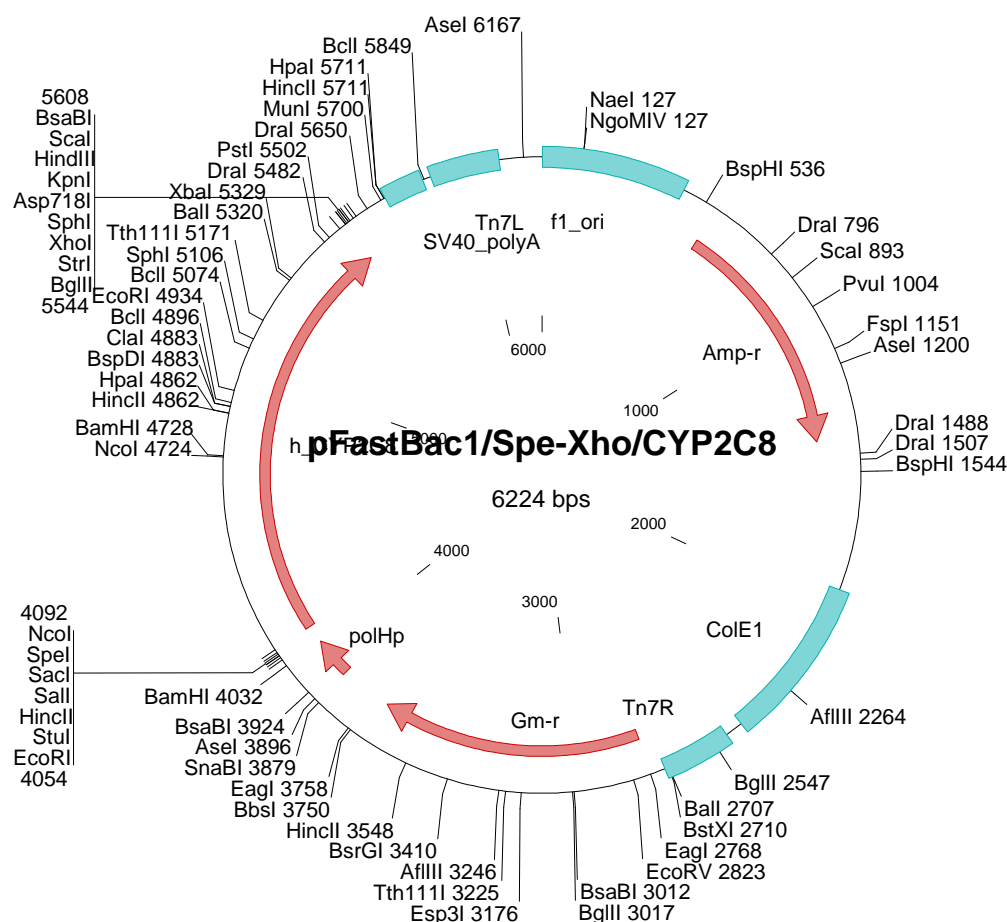 AseI 6167
BclI 5849
HpaI 5711
HincII 5711
MunI 5700
DraI 5650
PstI 5502
DraI 5482
XbaI 5329
BalI 5320
Tth111I 5171
SphI 5106
BclI 5074
EcoRI 4934
BclI 4896
ClaI 4883
BspDI 4883
HpaI 4862
HincII 4862
BamHI 4728
NcoI 4724
5608
BsaBI
ScaI
HindIII
KpnI
Asp718I
SphI
XhoI
StrI
BglII
5544
NaeI 127
NgoMIV 127
BspHI 536
DraI 796
ScaI 893
PvuI 1004
FspI 1151
AseI 1200
DraI 1488
DraI 1507
BspHI 1544
Tn7L
f1_ori
SV40_polyA
Amp-r
6000
1000
5000
pFastBac1/Spe-Xho/CYP2C8
6224 bps
2000
4000
3000
polHp
ColE1
Tn7R
Gm-r
4092
NcoI
SpeI
SacI
SalI
HincII
StuI
EcoRI
4054
BamHI 4032
BsaBI 3924
AseI 3896
SnaBI 3879
EagI 3758
BbsI 3750
HincII 3548
BsrGI 3410
AflIII 3246
Tth111I 3225
Esp3I 3176
AflIII 2264
BglII 2547
BalI 2707
BstXI 2710
EagI 2768
EcoRV 2823
BsaBI 3012
BglII 3017